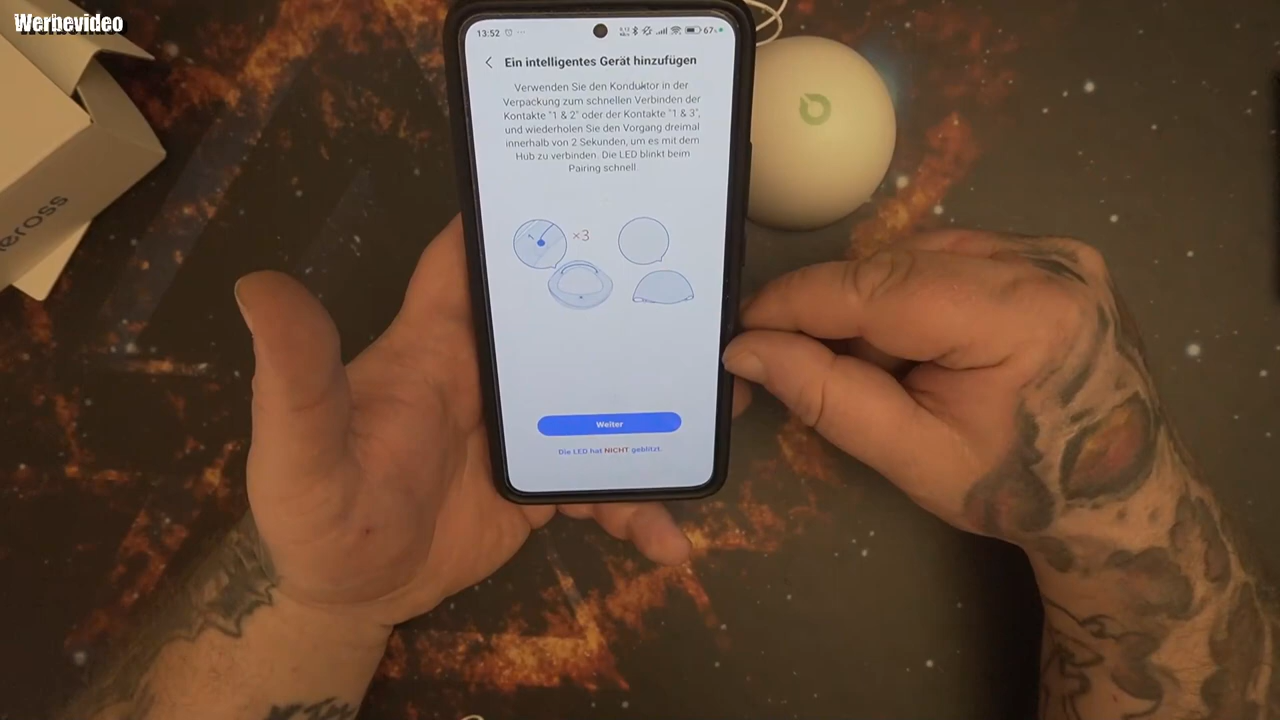 Werbevideo
13:52
67
Ein intelligentes Gerät hinzufügen
Verwenden Sie den Konduktor in der
Verpackung zum schnellen Verbinden der
Kontakte "1 & 2" oder der Kontakte "1 & 3",
und wiederholen Sie den Vorgang dreimal
innerhalb von 2 Sekunden, um es mit dem
Hub zu verbinden. Die LED blinkt beim
Pairing schnell
×3
Weiter
Die LED hat NICHT geblitzt.
eross